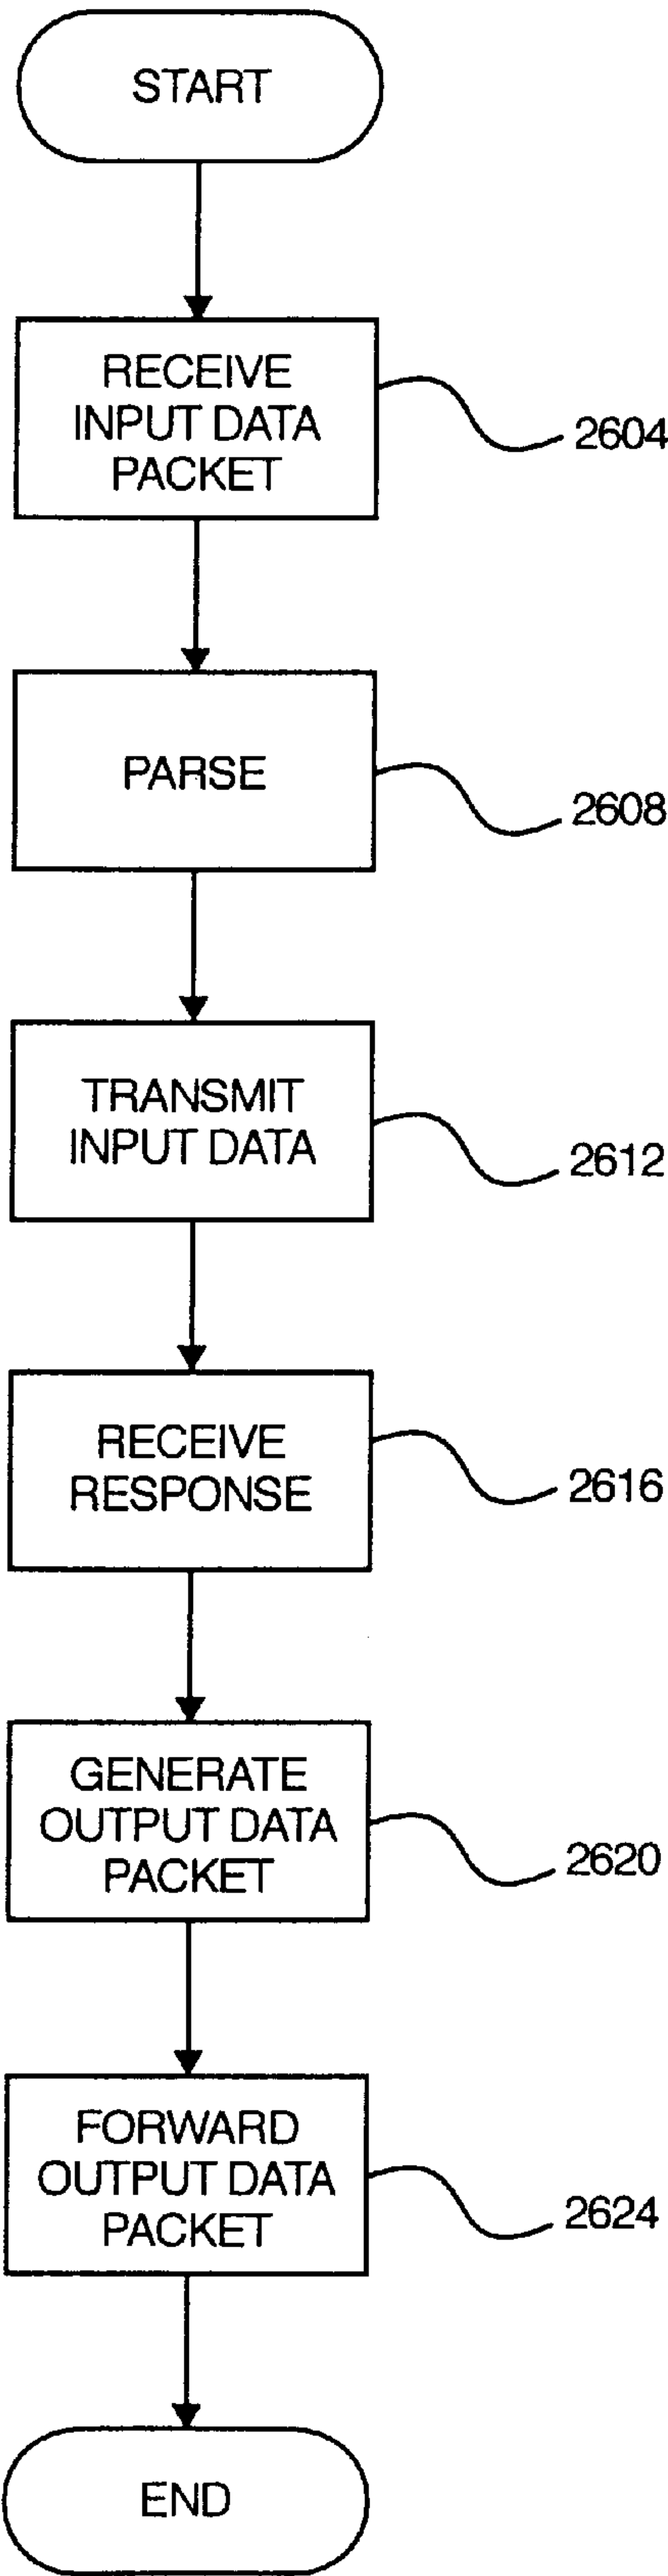 START
RECEIVE
INPUT DATA
PACKET
2604
PARSE
2608
TRANSMIT
INPUT DATA
2612
RECEIVE
RESPONSE
2616
GENERATE
OUTPUT DATA
PACKET
2620
FORWARD
OUTPUT DATA
PACKET
2624
END